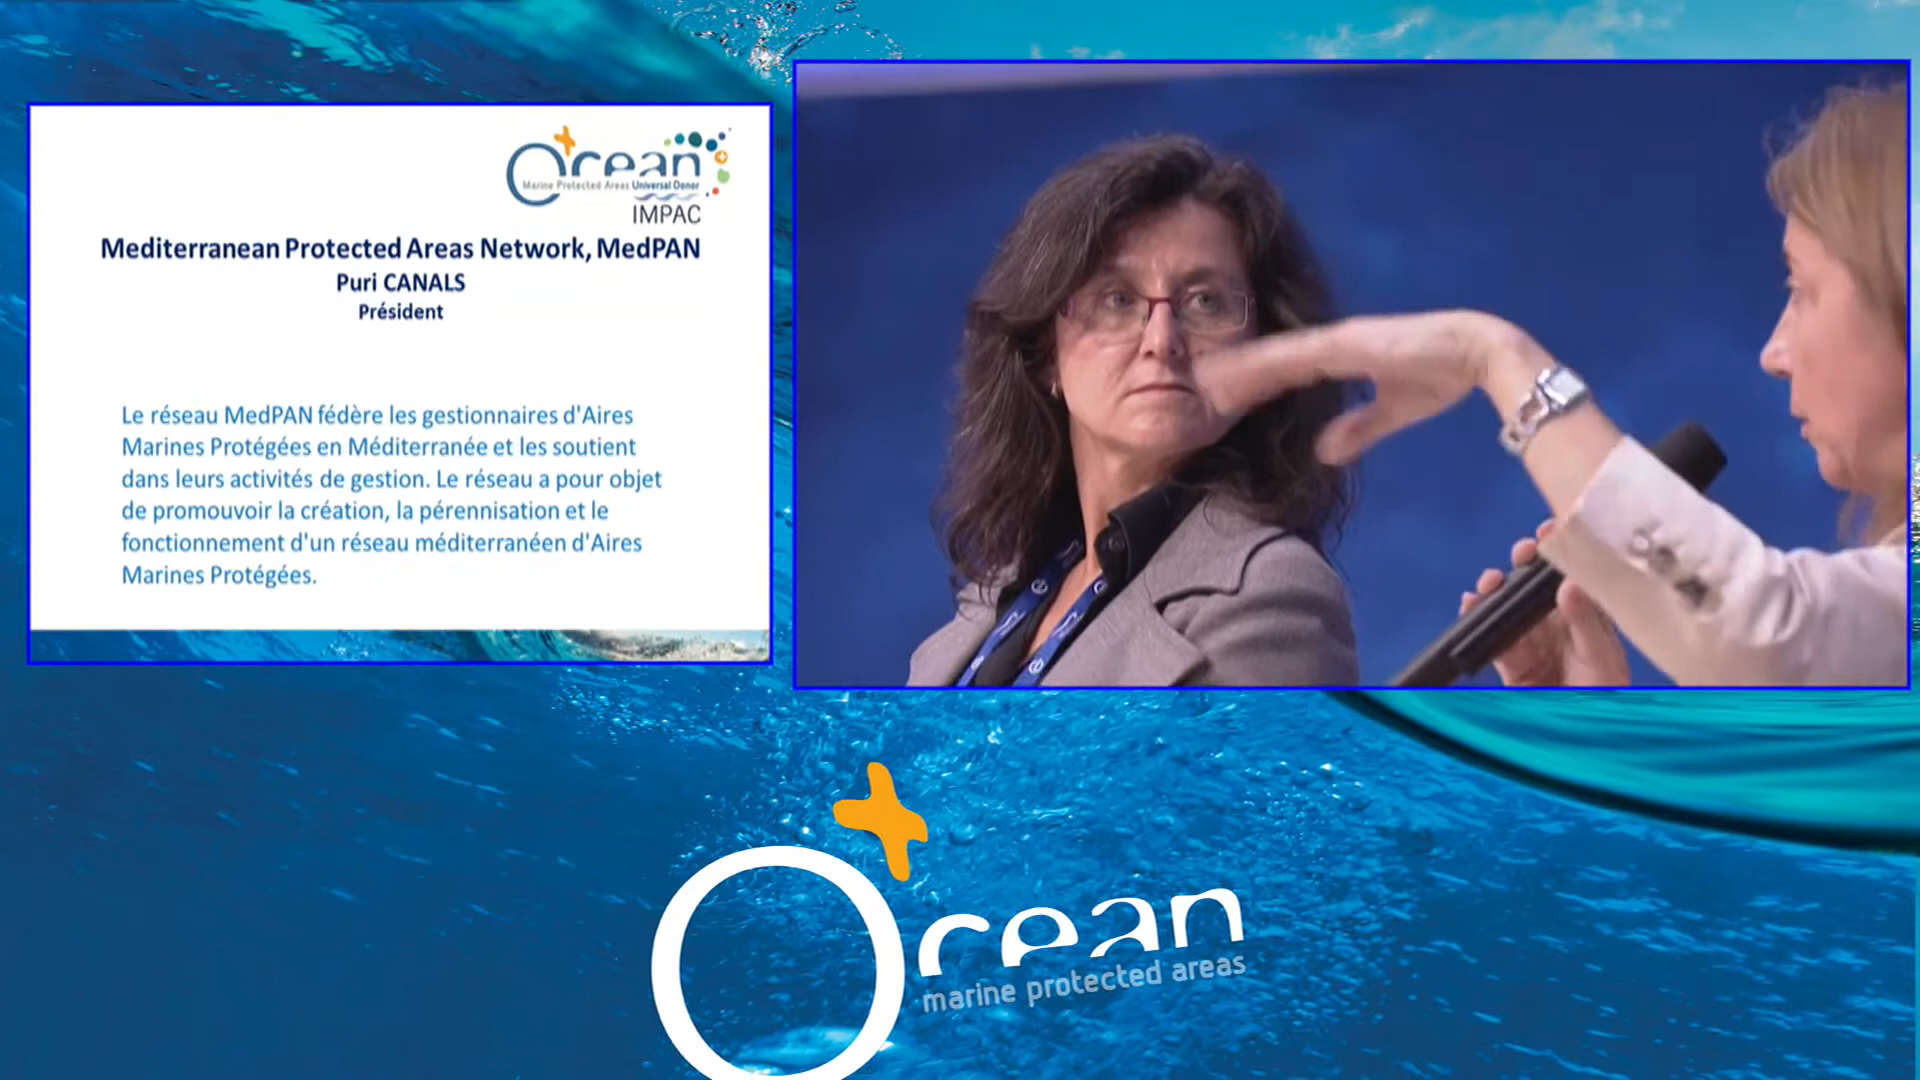 Ocean
Marine Protected Areas Universal Donor
IMPAC
Mediterranean Protected Areas Network, MedPAN
Puri CANALS
Président
Le réseau MedPAN fédère les gestionnaires d'Aires
Marines Protégées en Méditerranée et les soutient
dans leurs activités de gestion. Le réseau a pour objet
de promouvoir la création, la pérennisation et le
fonctionnement d'un réseau méditerranéen d'Aires
Marines Protégées.
Ocean
marine protected areas